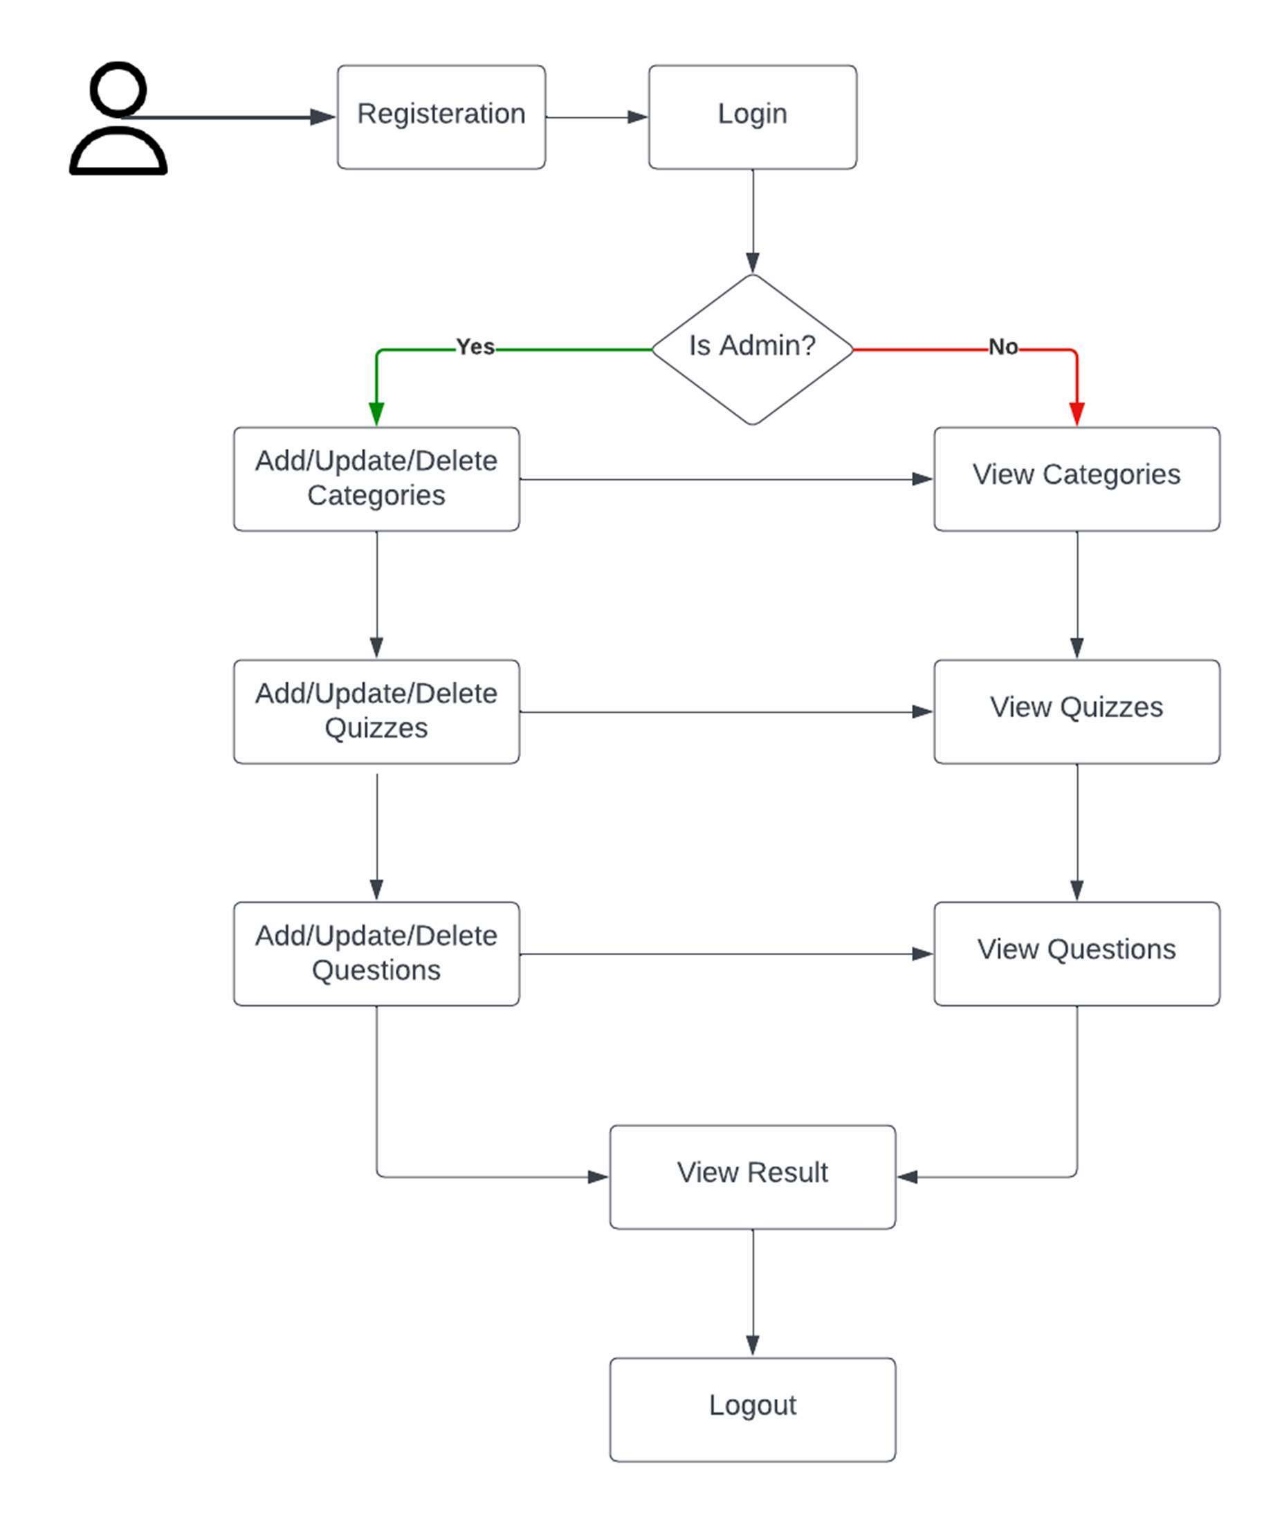 Registeration
Login
Is Admin?
Yes
No
Add/Update/Delete
Categories
View Categories
Add/Update/Delete
Quizzes
View Quizzes
Add/Update/Delete
Questions
View Questions
View Result
Logout